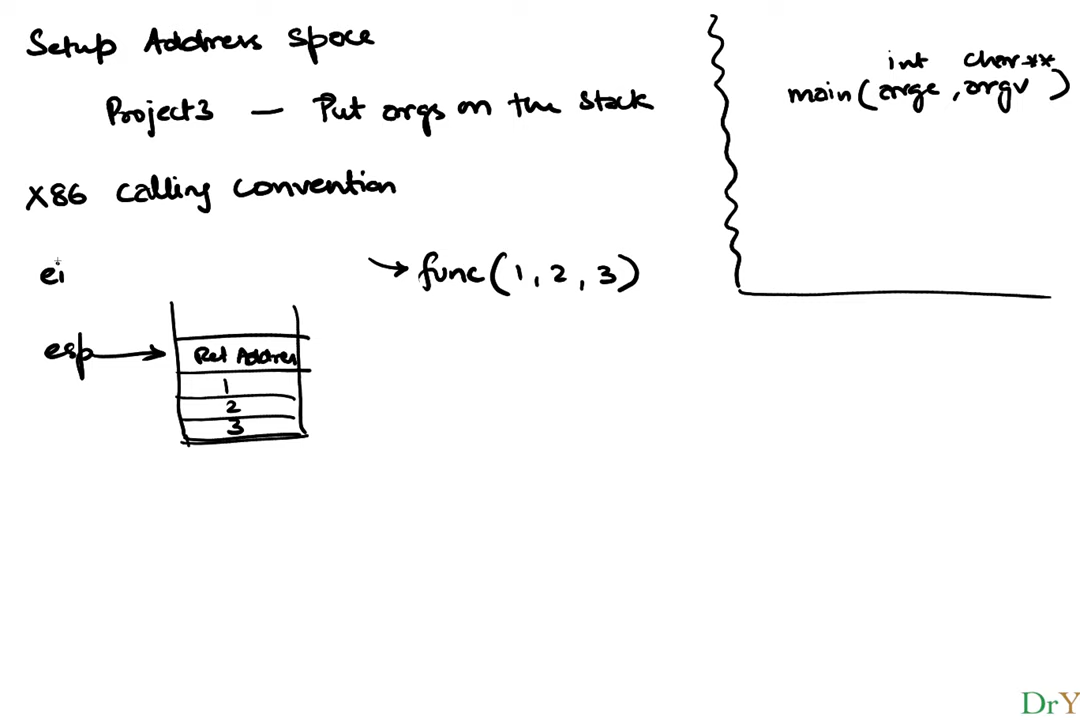 Setup Address Space
Project3 — Put args on the stack
X86 calling convention
int char**
main(argc, argv)
ei
→ func(1, 2, 3)
esp → Ret Address
1
2
3
DrY